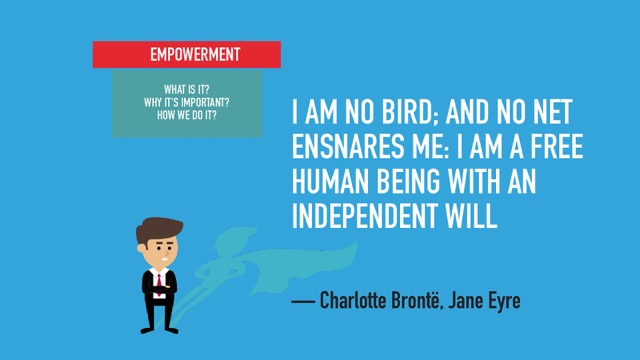 EMPOWERMENT
WHAT IS IT?
WHY IT'S IMPORTANT?
HOW WE DO IT?
I AM NO BIRD; AND NO NET
ENSNARES ME: I AM A FREE
HUMAN BEING WITH AN
INDEPENDENT WILL
— Charlotte Brontë, Jane Eyre